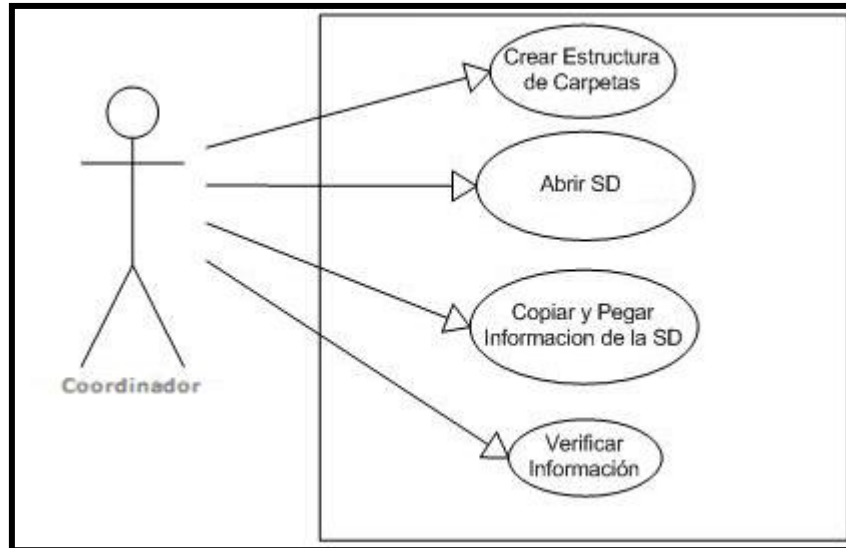 Crear Estructura
de Carpetas
Abrir SD
Copiar y Pegar
Informacion de la SD
Verificar
Información
Coordinador